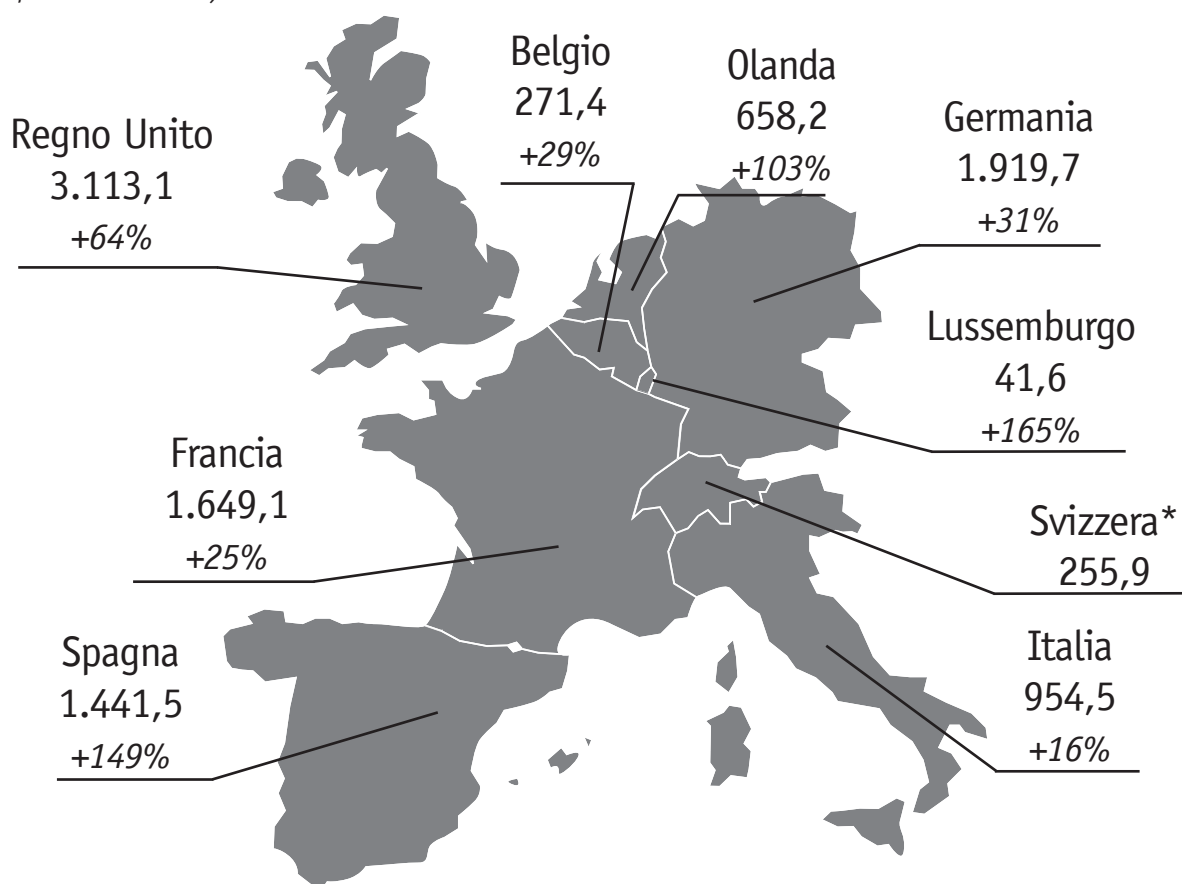 Belgio
271,4
+29%
Olanda
658,2
+103%
Germania
1.919,7
+31%
Regno Unito
3.113,1
+64%
Lussemburgo
41,6
+165%
Francia
1.649,1
+25%
Svizzera*
255,9
Spagna
1.441,5
+149%
Italia
954,5
+16%